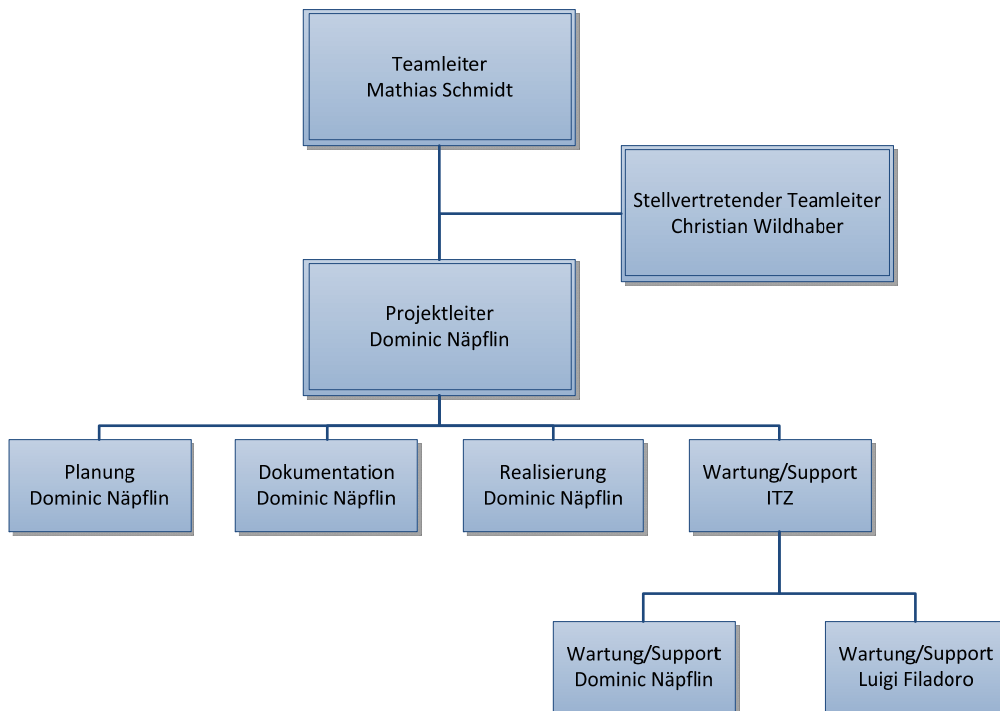 Teamleiter
Mathias Schmidt
Stellvertretender Teamleiter
Christian Wildhaber
Projektleiter
Dominic Näpflin
Planung
Dominic Näpflin
Dokumentation
Dominic Näpflin
Realisierung
Dominic Näpflin
Wartung/Support
ITZ
Wartung/Support
Dominic Näpflin
Wartung/Support
Luigi Filadoro